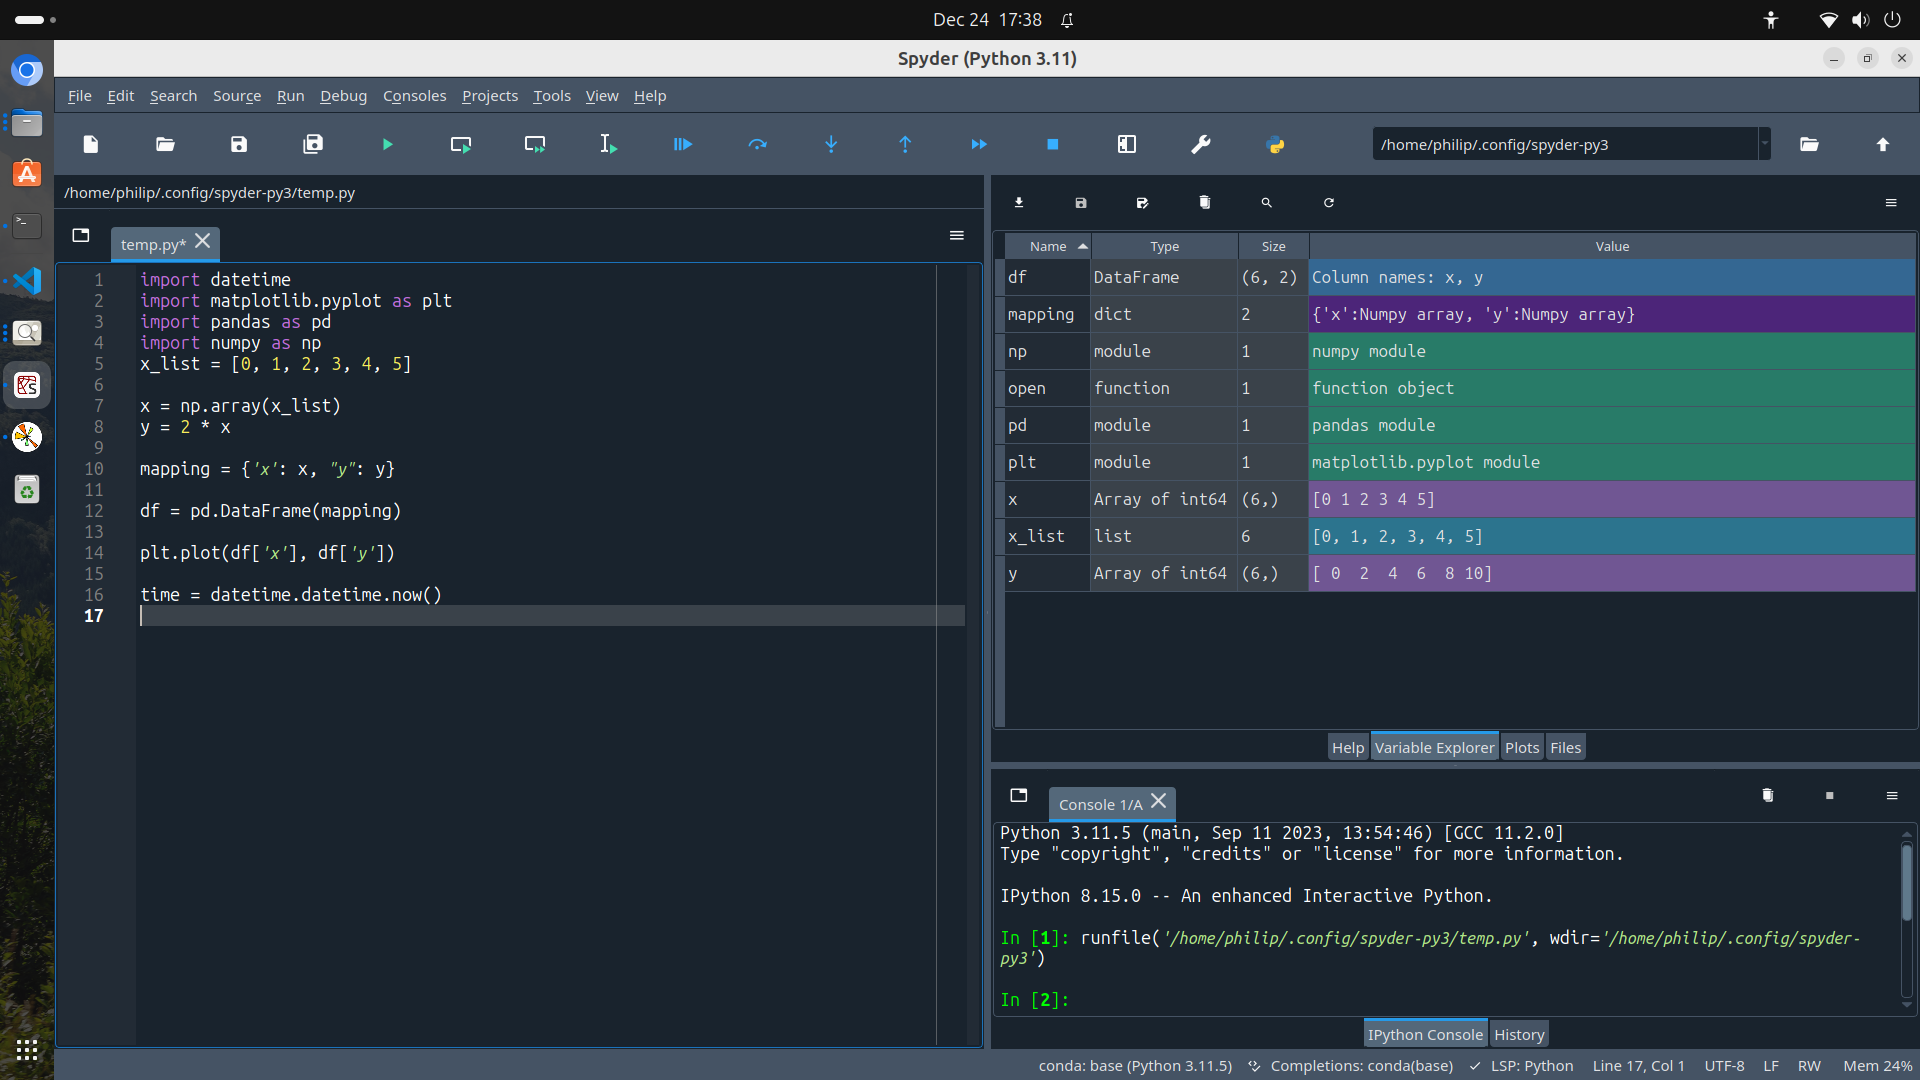 Dec 24 17:38
Spyder (Python 3.11)
File Edit Search Source Run Debug Consoles Projects Tools View Help
/home/philip/.config/spyder-py3
/home/philip/.config/spyder-py3/temp.py
temp.py*
1 import datetime
2 import matplotlib.pyplot as plt
3 import pandas as pd
4 import numpy as np
5 x_list = [0, 1, 2, 3, 4, 5]
6
7 x = np.array(x_list)
8 y = 2 * x
9
10 mapping = {'x': x, "y": y}
11
12 df = pd.DataFrame(mapping)
13
14 plt.plot(df['x'], df['y'])
15
16 time = datetime.datetime.now()
17
Name Type Size Value
df DataFrame (6, 2) Column names: x, y
mapping dict 2 {'x':Numpy array, 'y':Numpy array}
np module 1 numpy module
open function 1 function object
pd module 1 pandas module
plt module 1 matplotlib.pyplot module
x Array of int64 (6,) [0 1 2 3 4 5]
x_list list 6 [0, 1, 2, 3, 4, 5]
y Array of int64 (6,) [ 0 2 4 6 8 10]
Help Variable Explorer Plots Files
Console 1/A
Python 3.11.5 (main, Sep 11 2023, 13:54:46) [GCC 11.2.0]
Type "copyright", "credits" or "license" for more information.
IPython 8.15.0 -- An enhanced Interactive Python.
In [1]: runfile('/home/philip/.config/spyder-py3/temp.py', wdir='/home/philip/.config/spyder-
py3')
In [2]:
IPython Console History
conda: base (Python 3.11.5) Completions: conda(base) LSP: Python Line 17, Col 1 UTF-8 LF RW Mem 24%